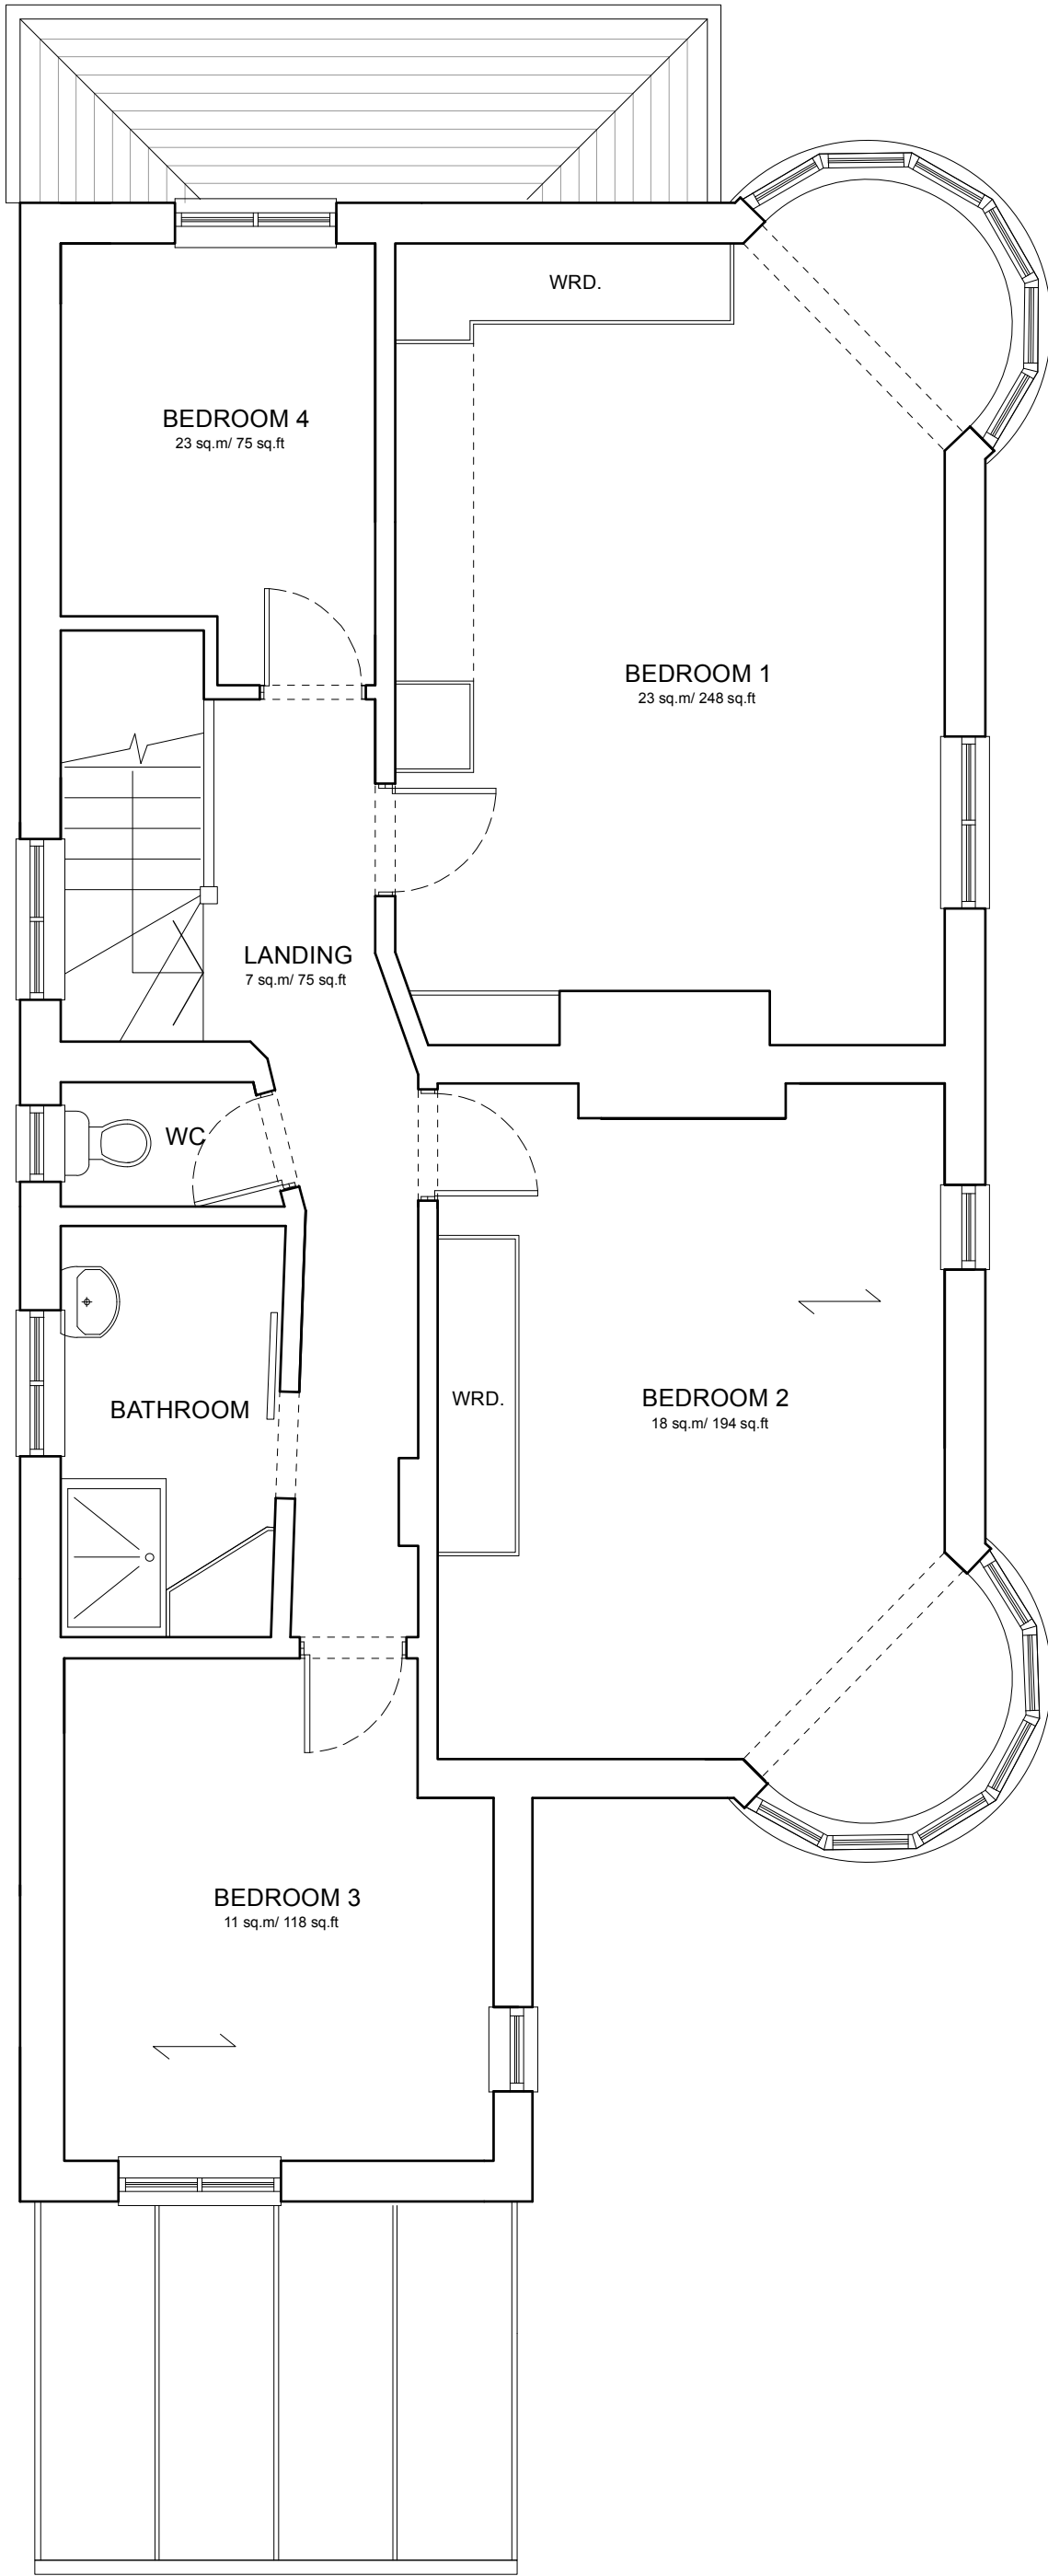 WRD.
BEDROOM 4
23 sq.m/ 75 sq.ft
BEDROOM 1
23 sq.m/ 248 sq.ft
LANDING
7 sq.m/ 75 sq.ft
WC
WRD.
BEDROOM 2
18 sq.m/ 194 sq.ft
BATHROOM
BEDROOM 3
11 sq.m/ 118 sq.ft